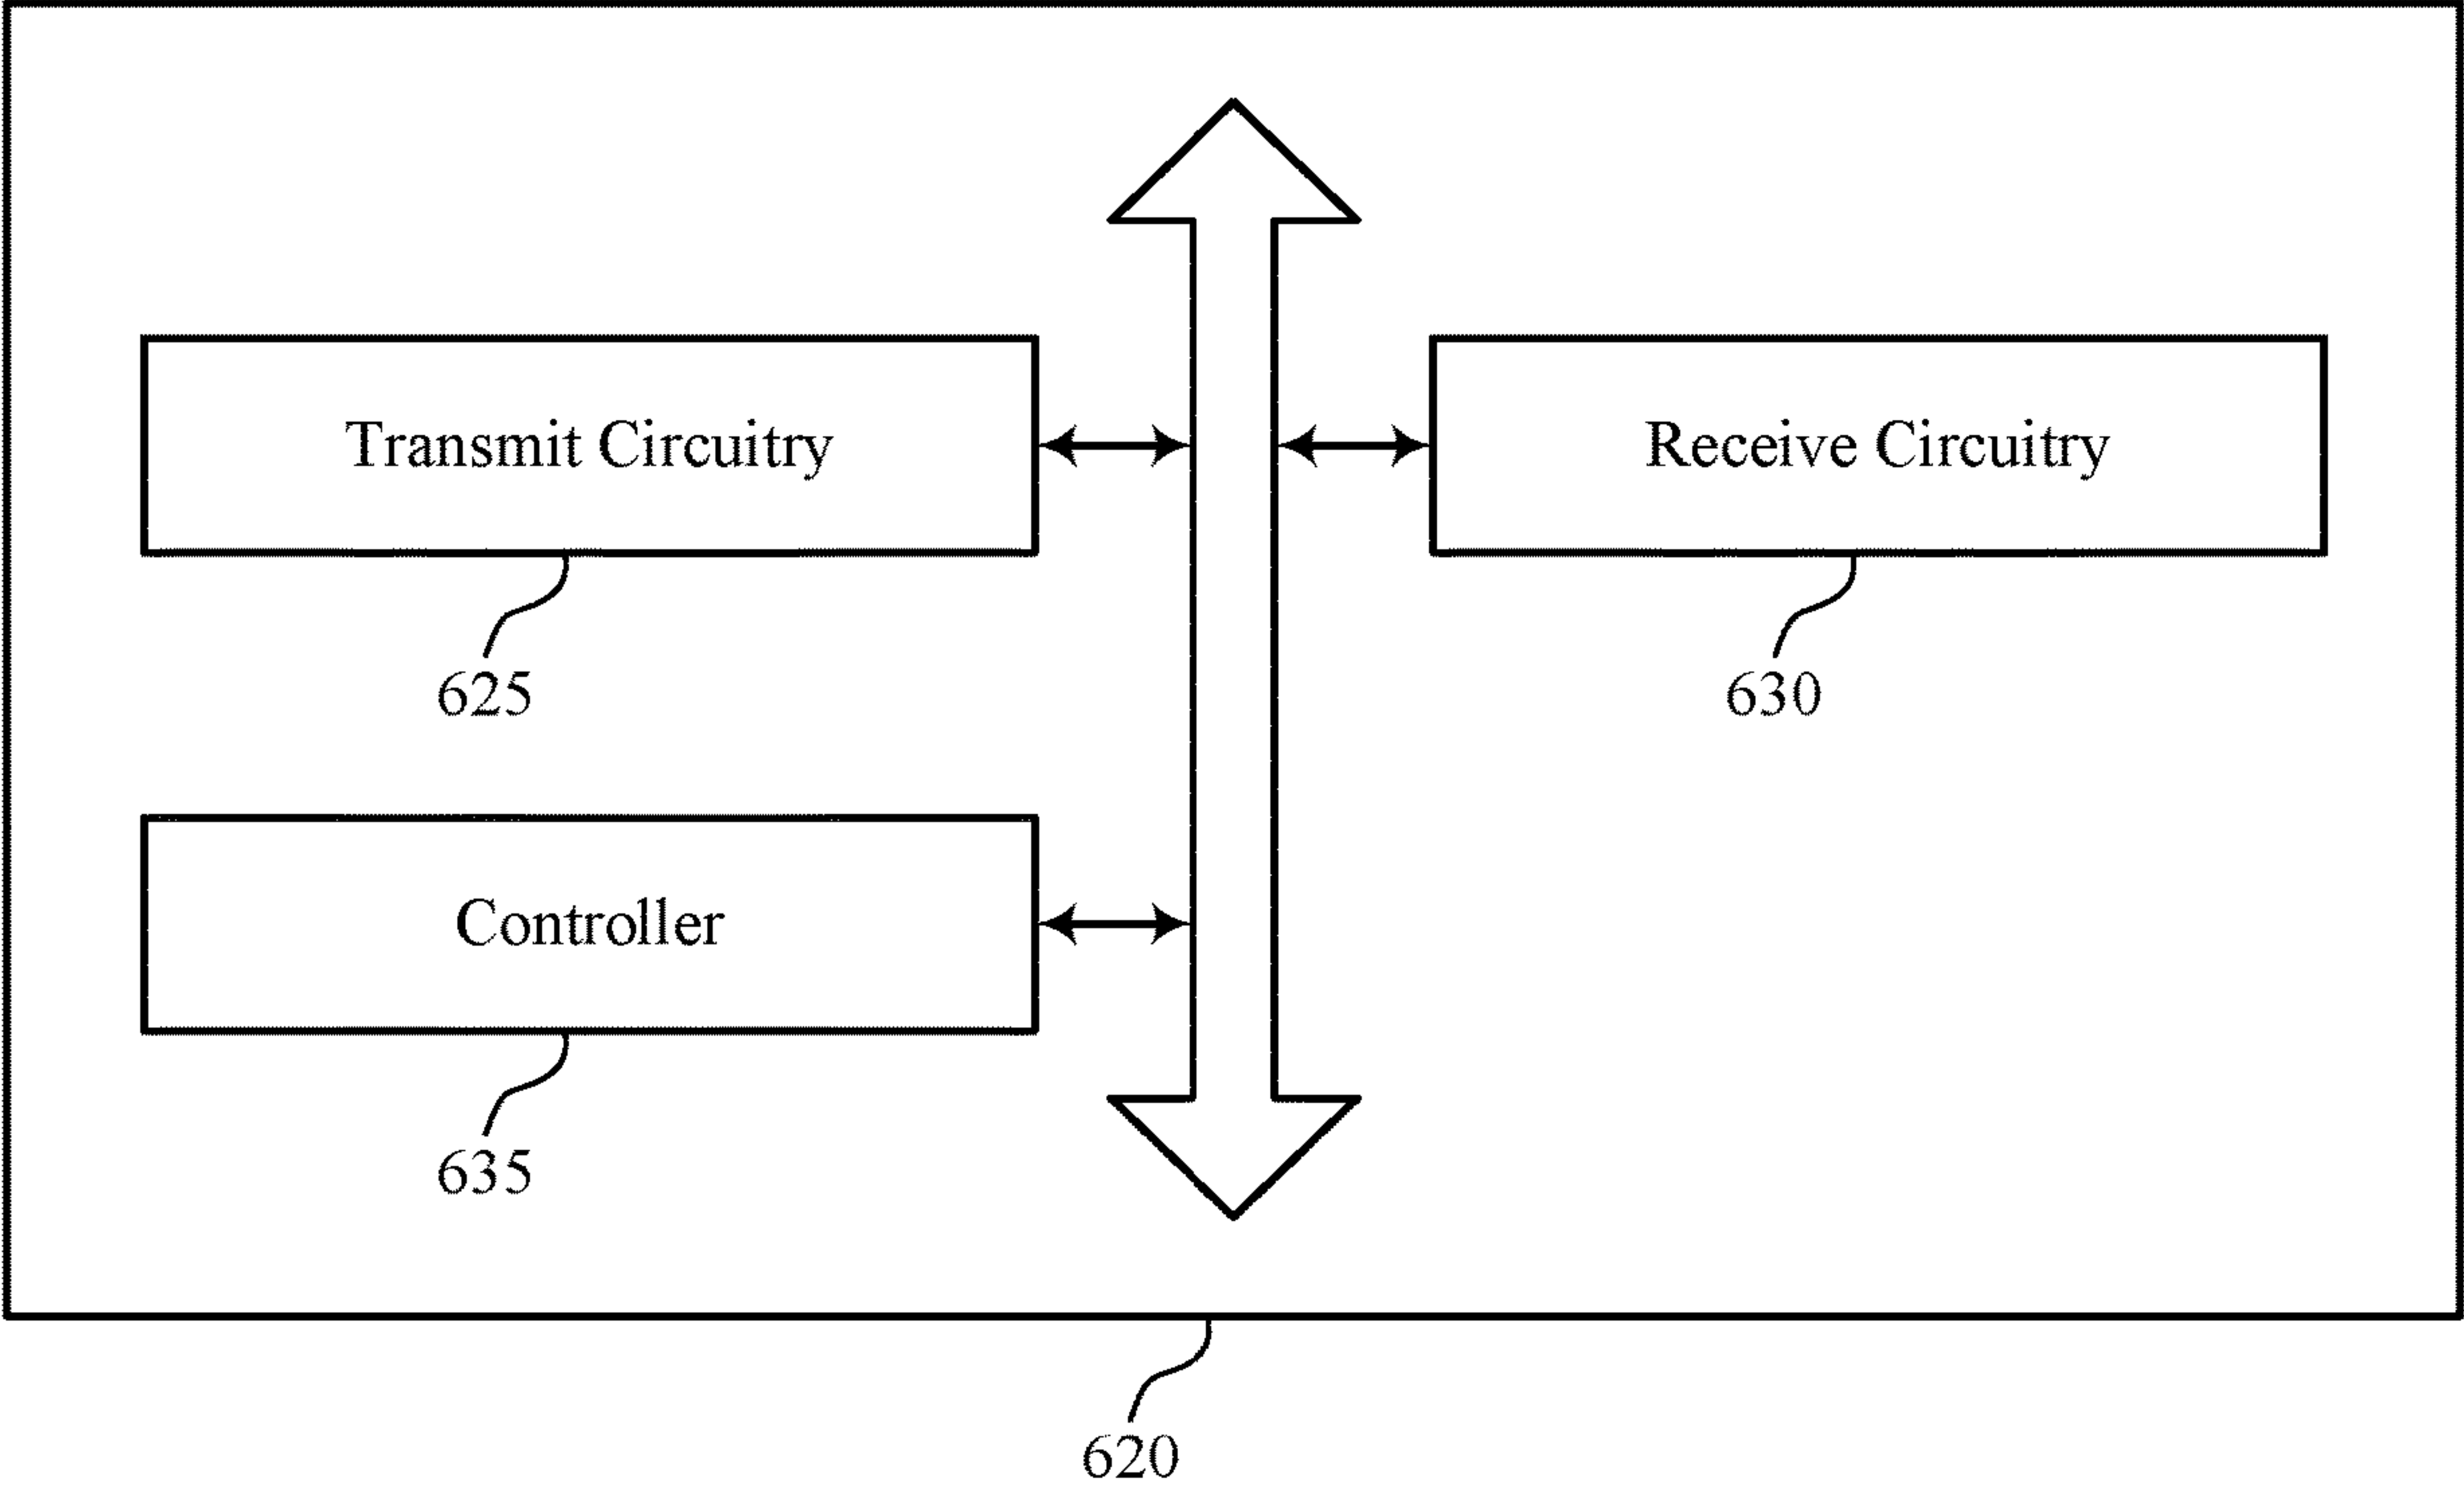 Transmit Circuitry
Receive Circuitry
625
630
Controller
635
620